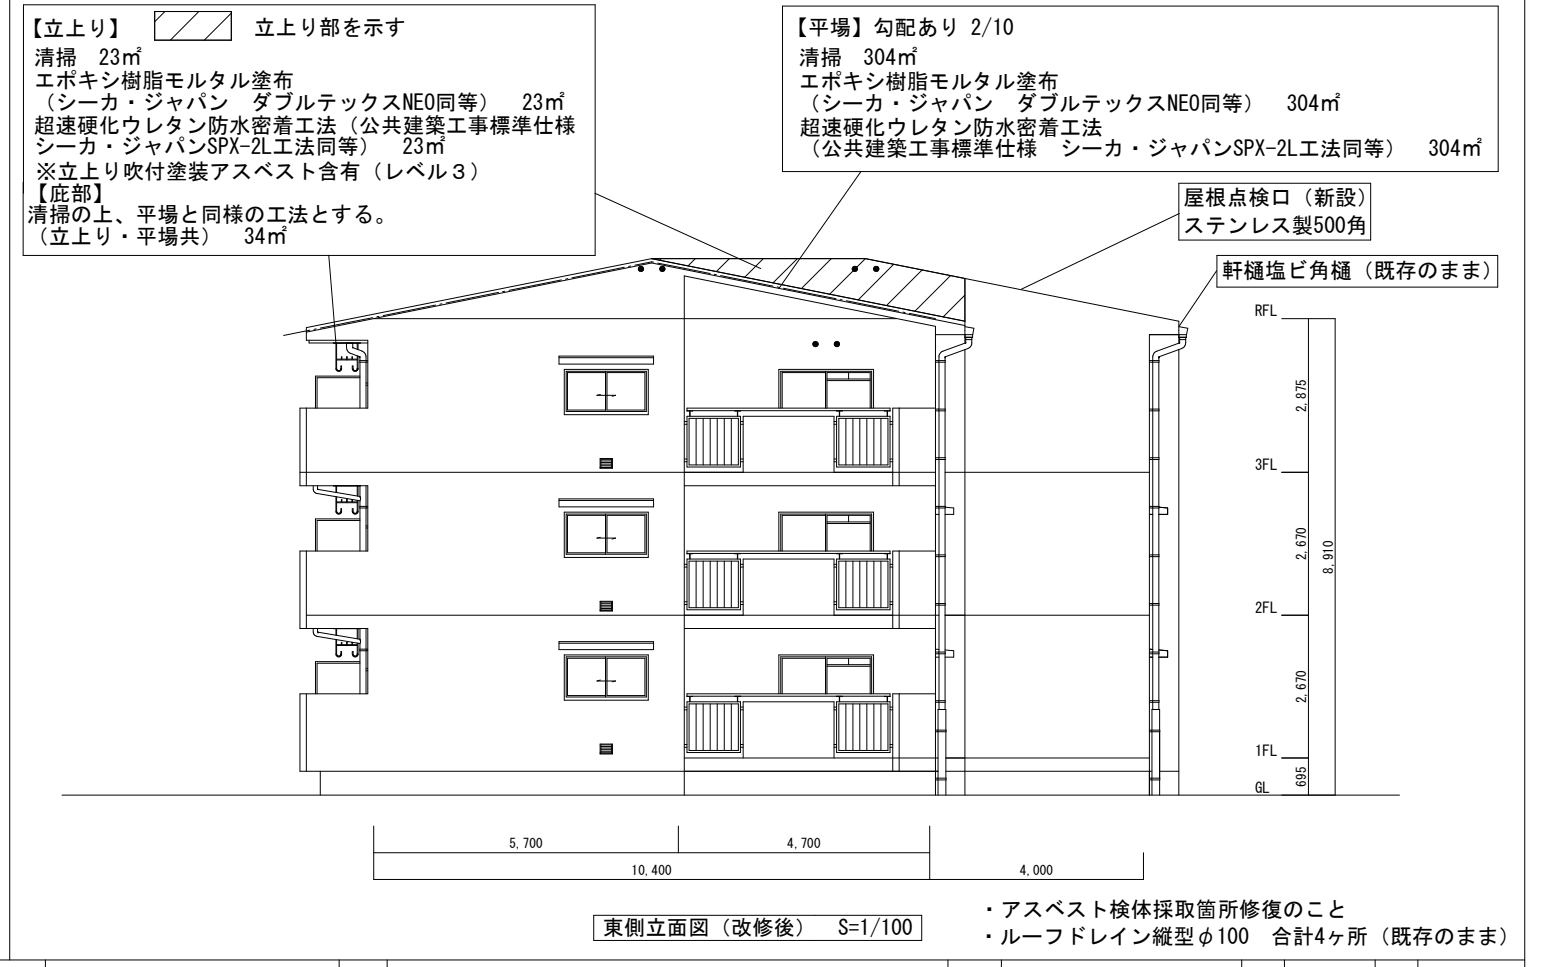 【立上り】 立上り部を示す
清掃 23㎡
エポキシ樹脂モルタル塗布
（シーカ・ジャパン ダブルテックスNEO同等） 23㎡
超速硬化ウレタン防水密着工法（公共建築工事標準仕様
シーカ・ジャパンSPX-2L工法同等） 23㎡
※立上り吹付塗装アスベスト含有（レベル３）
【庇部】
清掃の上、平場と同様の工法とする。
（立上り・平場共） 34㎡
【平場】勾配あり 2/10
清掃 304㎡
エポキシ樹脂モルタル塗布
（シーカ・ジャパン ダブルテックスNEO同等） 304㎡
超速硬化ウレタン防水密着工法
（公共建築工事標準仕様 シーカ・ジャパンSPX-2L工法同等） 304㎡
屋根点検口（新設）
ステンレス製500角
軒樋塩ビ角樋（既存のまま）
RFL
2,875
3FL
2,670
8,910
2FL
2,670
1FL
695
GL
5,700
4,700
10,400
4,000
東側立面図（改修後） S=1/100
・アスベスト検体採取箇所修復のこと
・ルーフドレイン縦型φ100 合計4ヶ所（既存のまま）